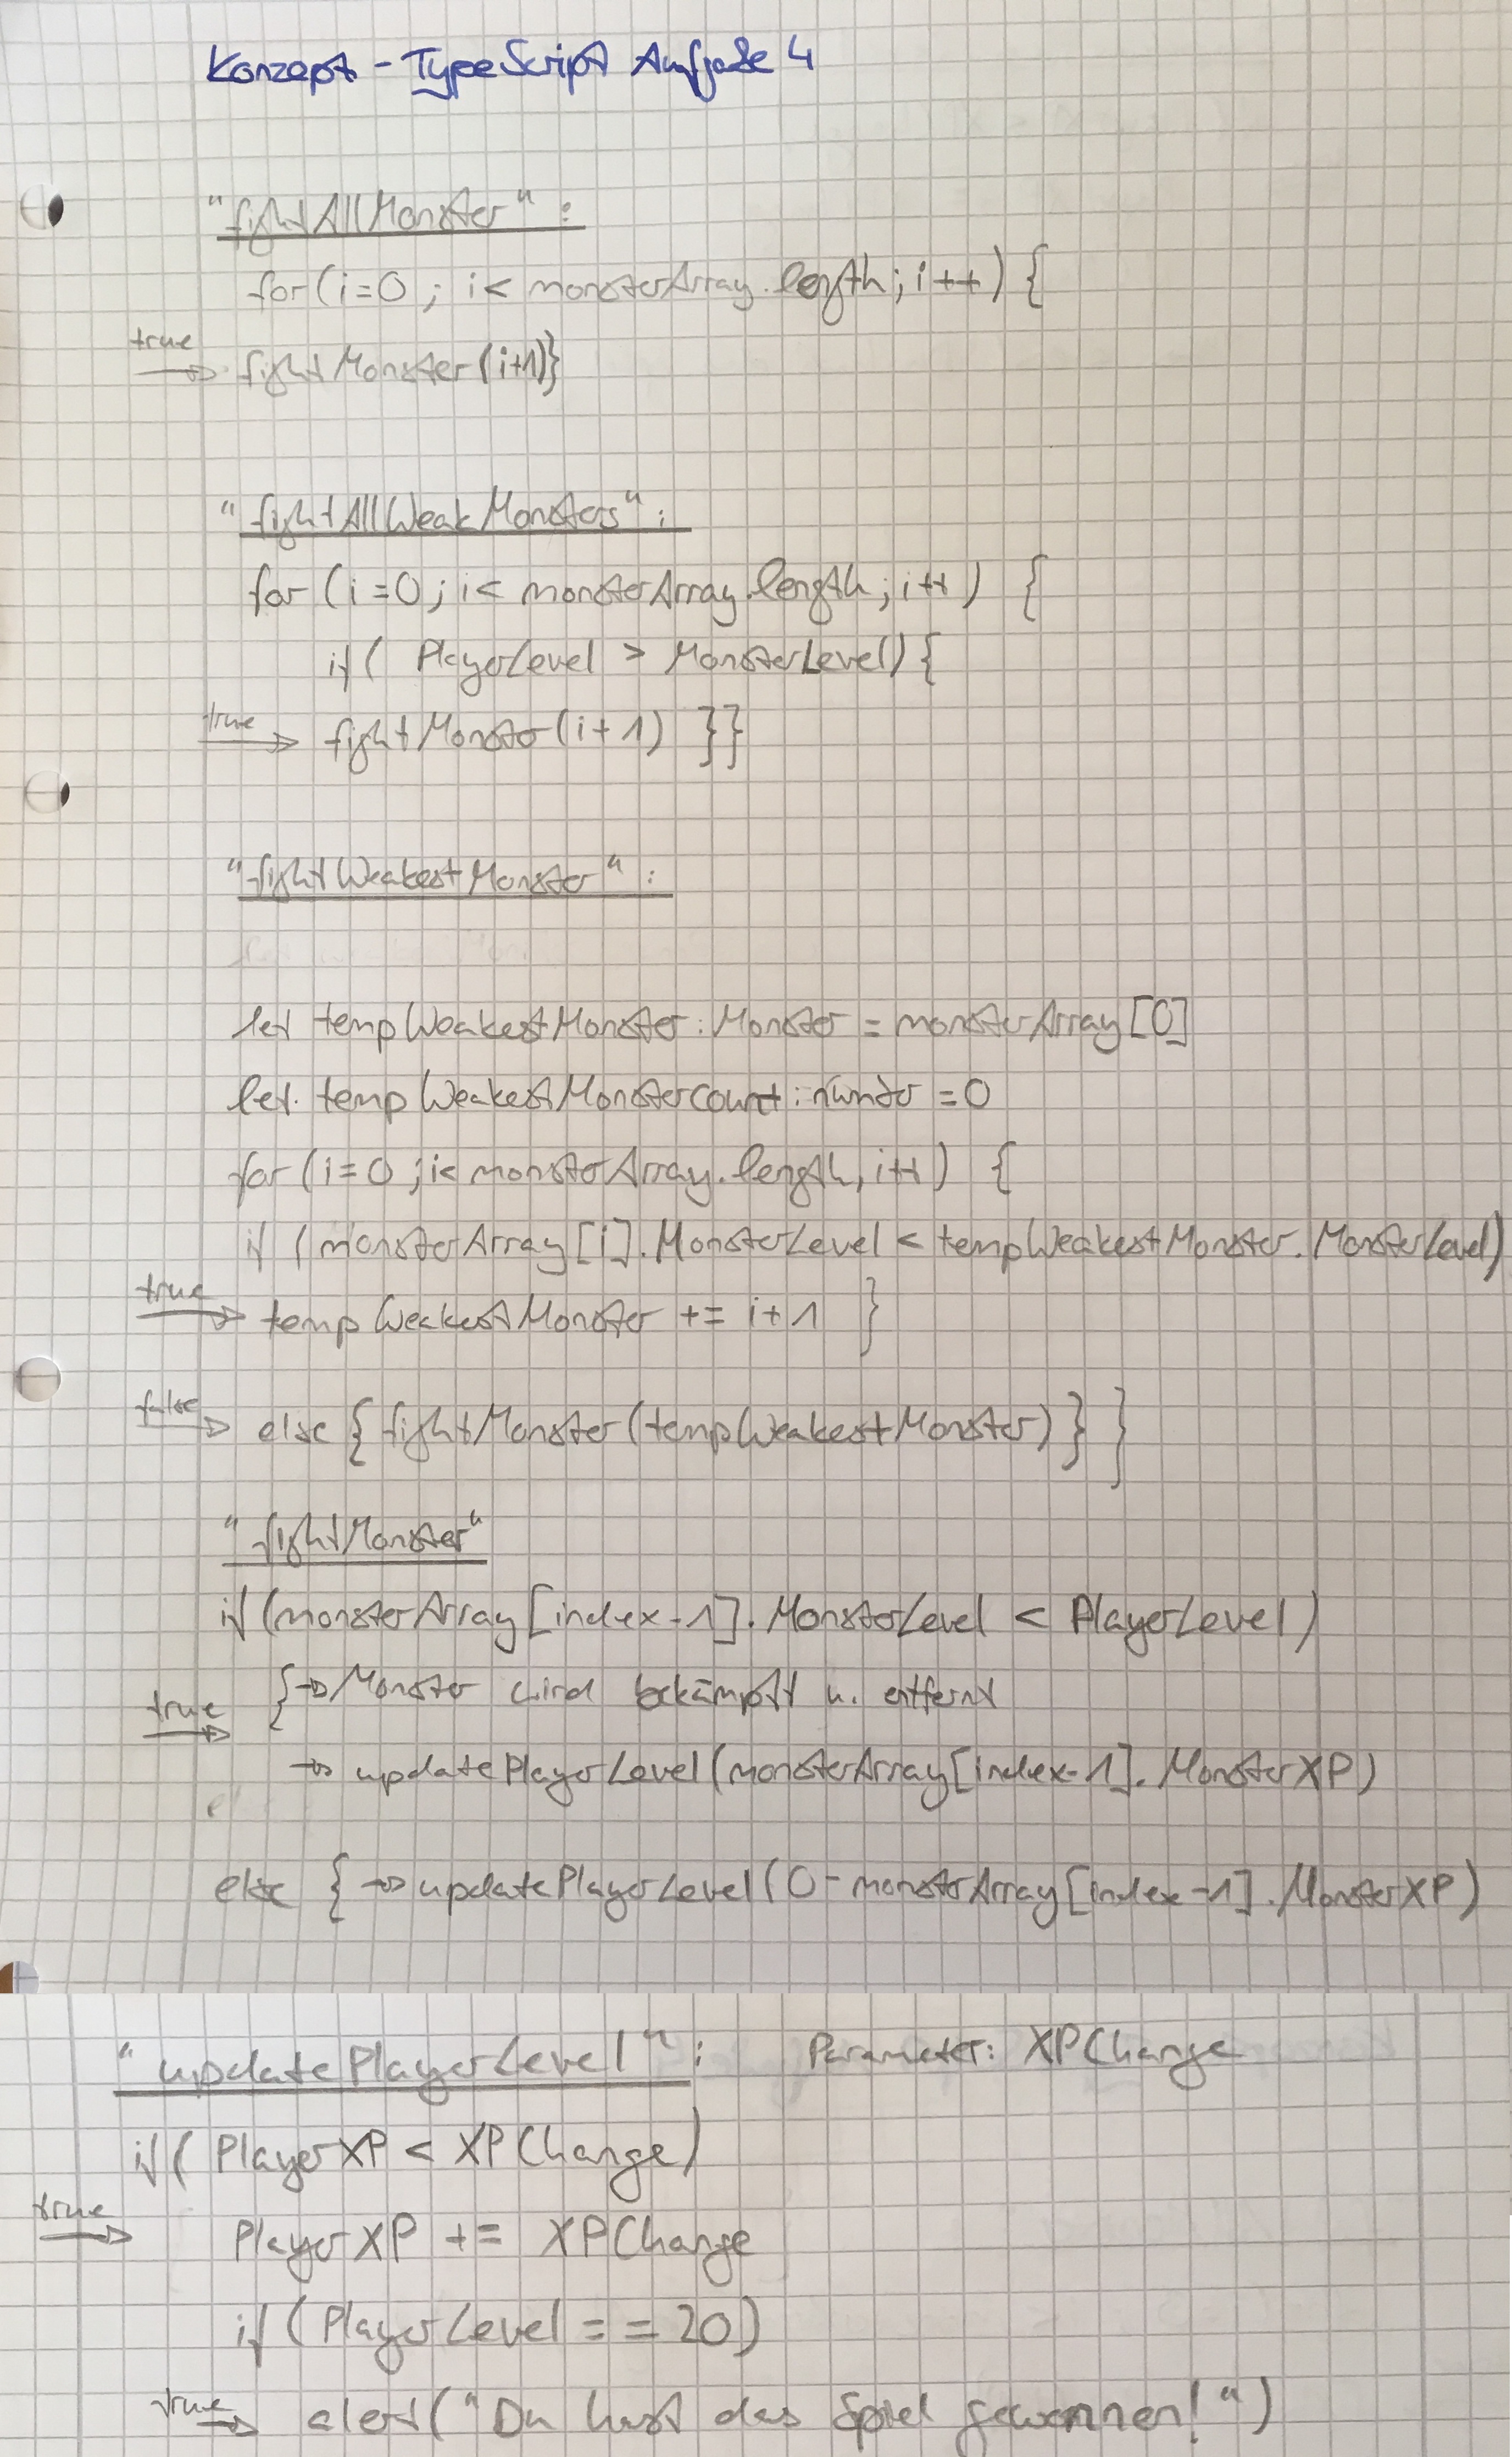 Konzept - TypeScript Aufgabe 4
"fightAllMonster":
for (i=0; i< monsterArray.length; i++) {
true
fightMonster (i+1)}
"fightAllWeakMonsters":
for (i=0; i< monsterArray.length; i++) {
if ( PlayerLevel > MonsterLevel) {
true
fightMonster (i+1) }}
"fightWeakestMonster":
let tempWeakestMonster: Monster = monsterArray [0]
let tempWeakestMonstercount: number = 0
for (i=0; i< monsterArray.length, i++) {
if (monsterArray [i].MonsterLevel < tempWeakestMonster.MonsterLevel)
true
tempWeakestMonster += i+1 }
false
else { fightMonster (tempWeakestMonster) } }
"fightMonster"
if (monsterArray [index-1]. MonsterLevel < PlayerLevel)
{→ Monster wird bekämpft u. entfernt
true
→ updatePlayerLevel (monsterArray [index-1]. MonsterXP)
else { → updatePlayerLevel (0 - monsterArray [index-1]. MonsterXP)
"updatePlayerLevel": Parameter: XPChange
if ( PlayerXP < XPChange)
true
PlayerXP += XPChange
if (PlayerLevel == 20)
true
alert ("Du hast das Spiel gewonnen!")